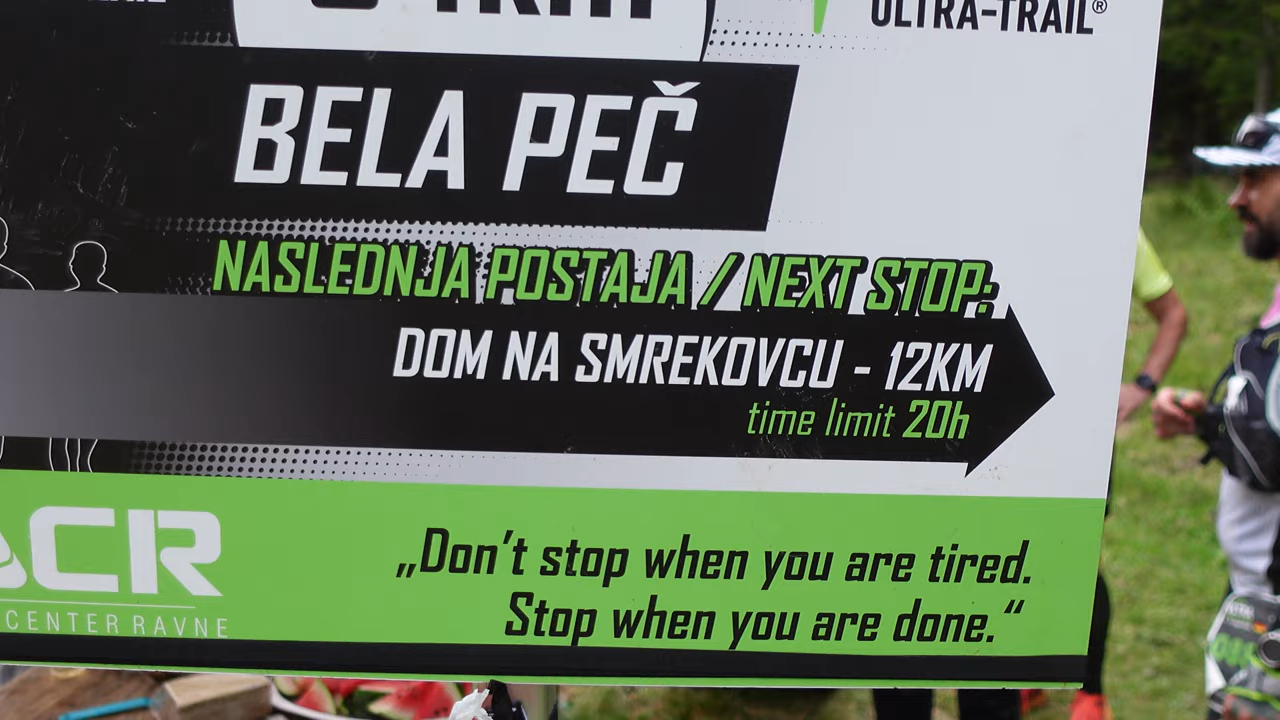 ULTRA-TRAIL®
BELA PEČ
NASLEDNJA POSTAJA / NEXT STOP:
DOM NA SMREKOVCU - 12KM
time limit 20h
ACR
CENTER RAVNE
„Don't stop when you are tired.
Stop when you are done.“